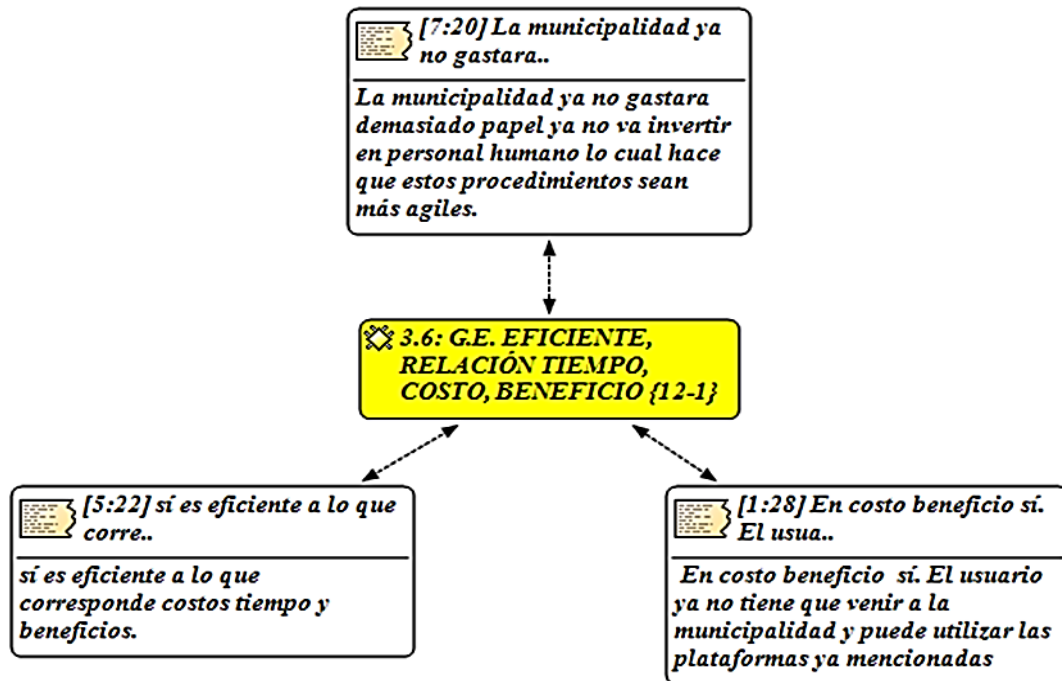 [7:20] La municipalidad ya
no gastara..
La municipalidad ya no gastara
demasiado papel ya no va invertir
en personal humano lo cual hace
que estos procedimientos sean
más agiles.
3.6: G.E. EFICIENTE,
RELACIÓN TIEMPO,
COSTO, BENEFICIO {12-1}
[5:22] sí es eficiente a lo que
corre..
sí es eficiente a lo que
corresponde costos tiempo y
beneficios.
[1:28] En costo beneficio sí.
El usua..
En costo beneficio sí. El usuario
ya no tiene que venir a la
municipalidad y puede utilizar las
plataformas ya mencionadas